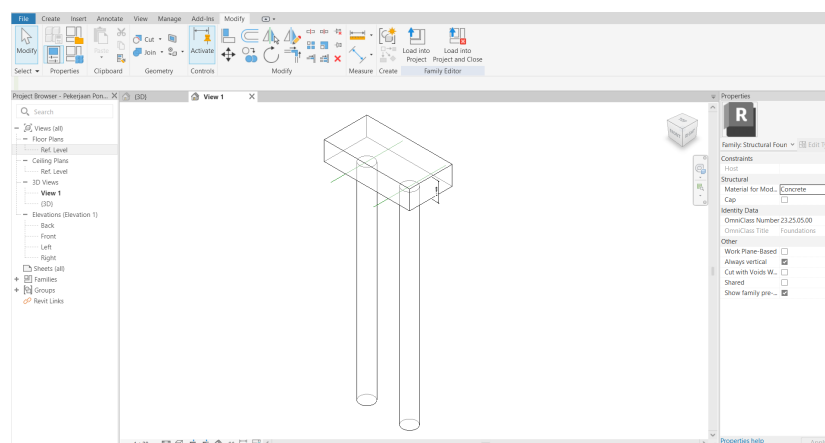 File Create Insert Annotate View Manage Add-Ins Modify
Modify Paste Cut Join Activate Load into Project Load into Project and Close
Select Properties Clipboard Geometry Controls Modify Measure Create Family Editor
Project Browser - Pekerjaan Pon... X (3D) View 1 X Properties
Search
Views (all)
Floor Plans
Ref. Level
Ceiling Plans
Ref. Level
3D Views
View 1
(3D)
Elevations (Elevation 1)
Back
Front
Left
Right
Sheets (all)
Families
Groups
Revit Links
R
Family: Structural Foun Edit Ty
Constraints
Host
Structural
Material for Mod... Concrete
Cap
Identity Data
OmniClass Number 23.25.05.00
OmniClass Title Foundations
Other
Work Plane-Based
Always vertical
Cut with Voids W...
Shared
Show family pre-...
Properties help